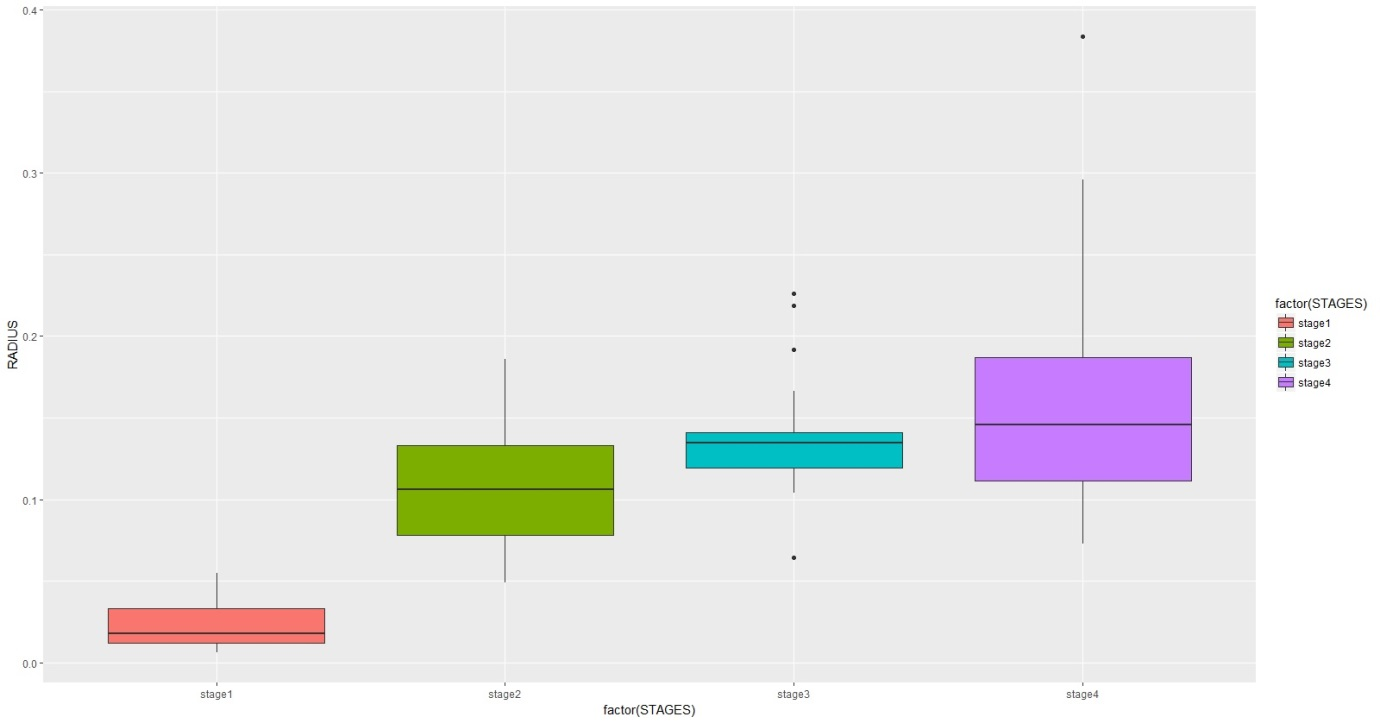 0.4
0.3
0.2
0.1
0.0
RADIUS
stage1 stage2 stage3 stage4
factor(STAGES)
factor(STAGES)
stage1
stage2
stage3
stage4